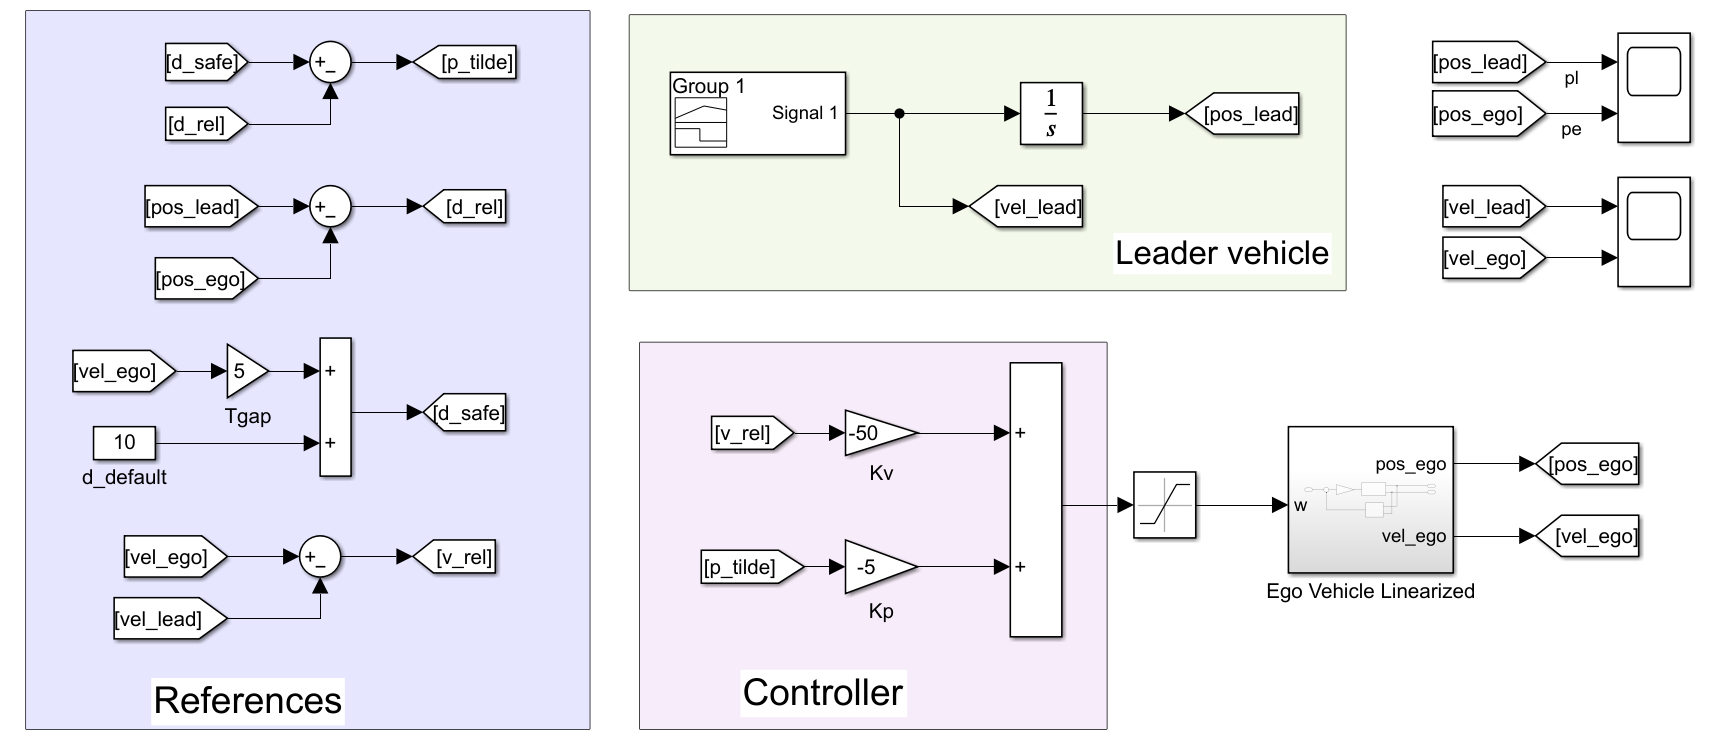 [d_safe]
+
_
[p_tilde]
[d_rel]
[pos_lead]
+
_
[d_rel]
[pos_ego]
[vel_ego]
5
+
Tgap
[d_safe]
10
+
d_default
[vel_ego]
+
_
[v_rel]
[vel_lead]
References
Group 1
Signal 1
1
s
[pos_lead]
[vel_lead]
Leader vehicle
[pos_lead]
pl
[pos_ego]
pe
[vel_lead]
[vel_ego]
[v_rel]
-50
+
Kv
[p_tilde]
-5
+
Kp
Controller
w
pos_ego
vel_ego
[pos_ego]
[vel_ego]
Ego Vehicle Linearized